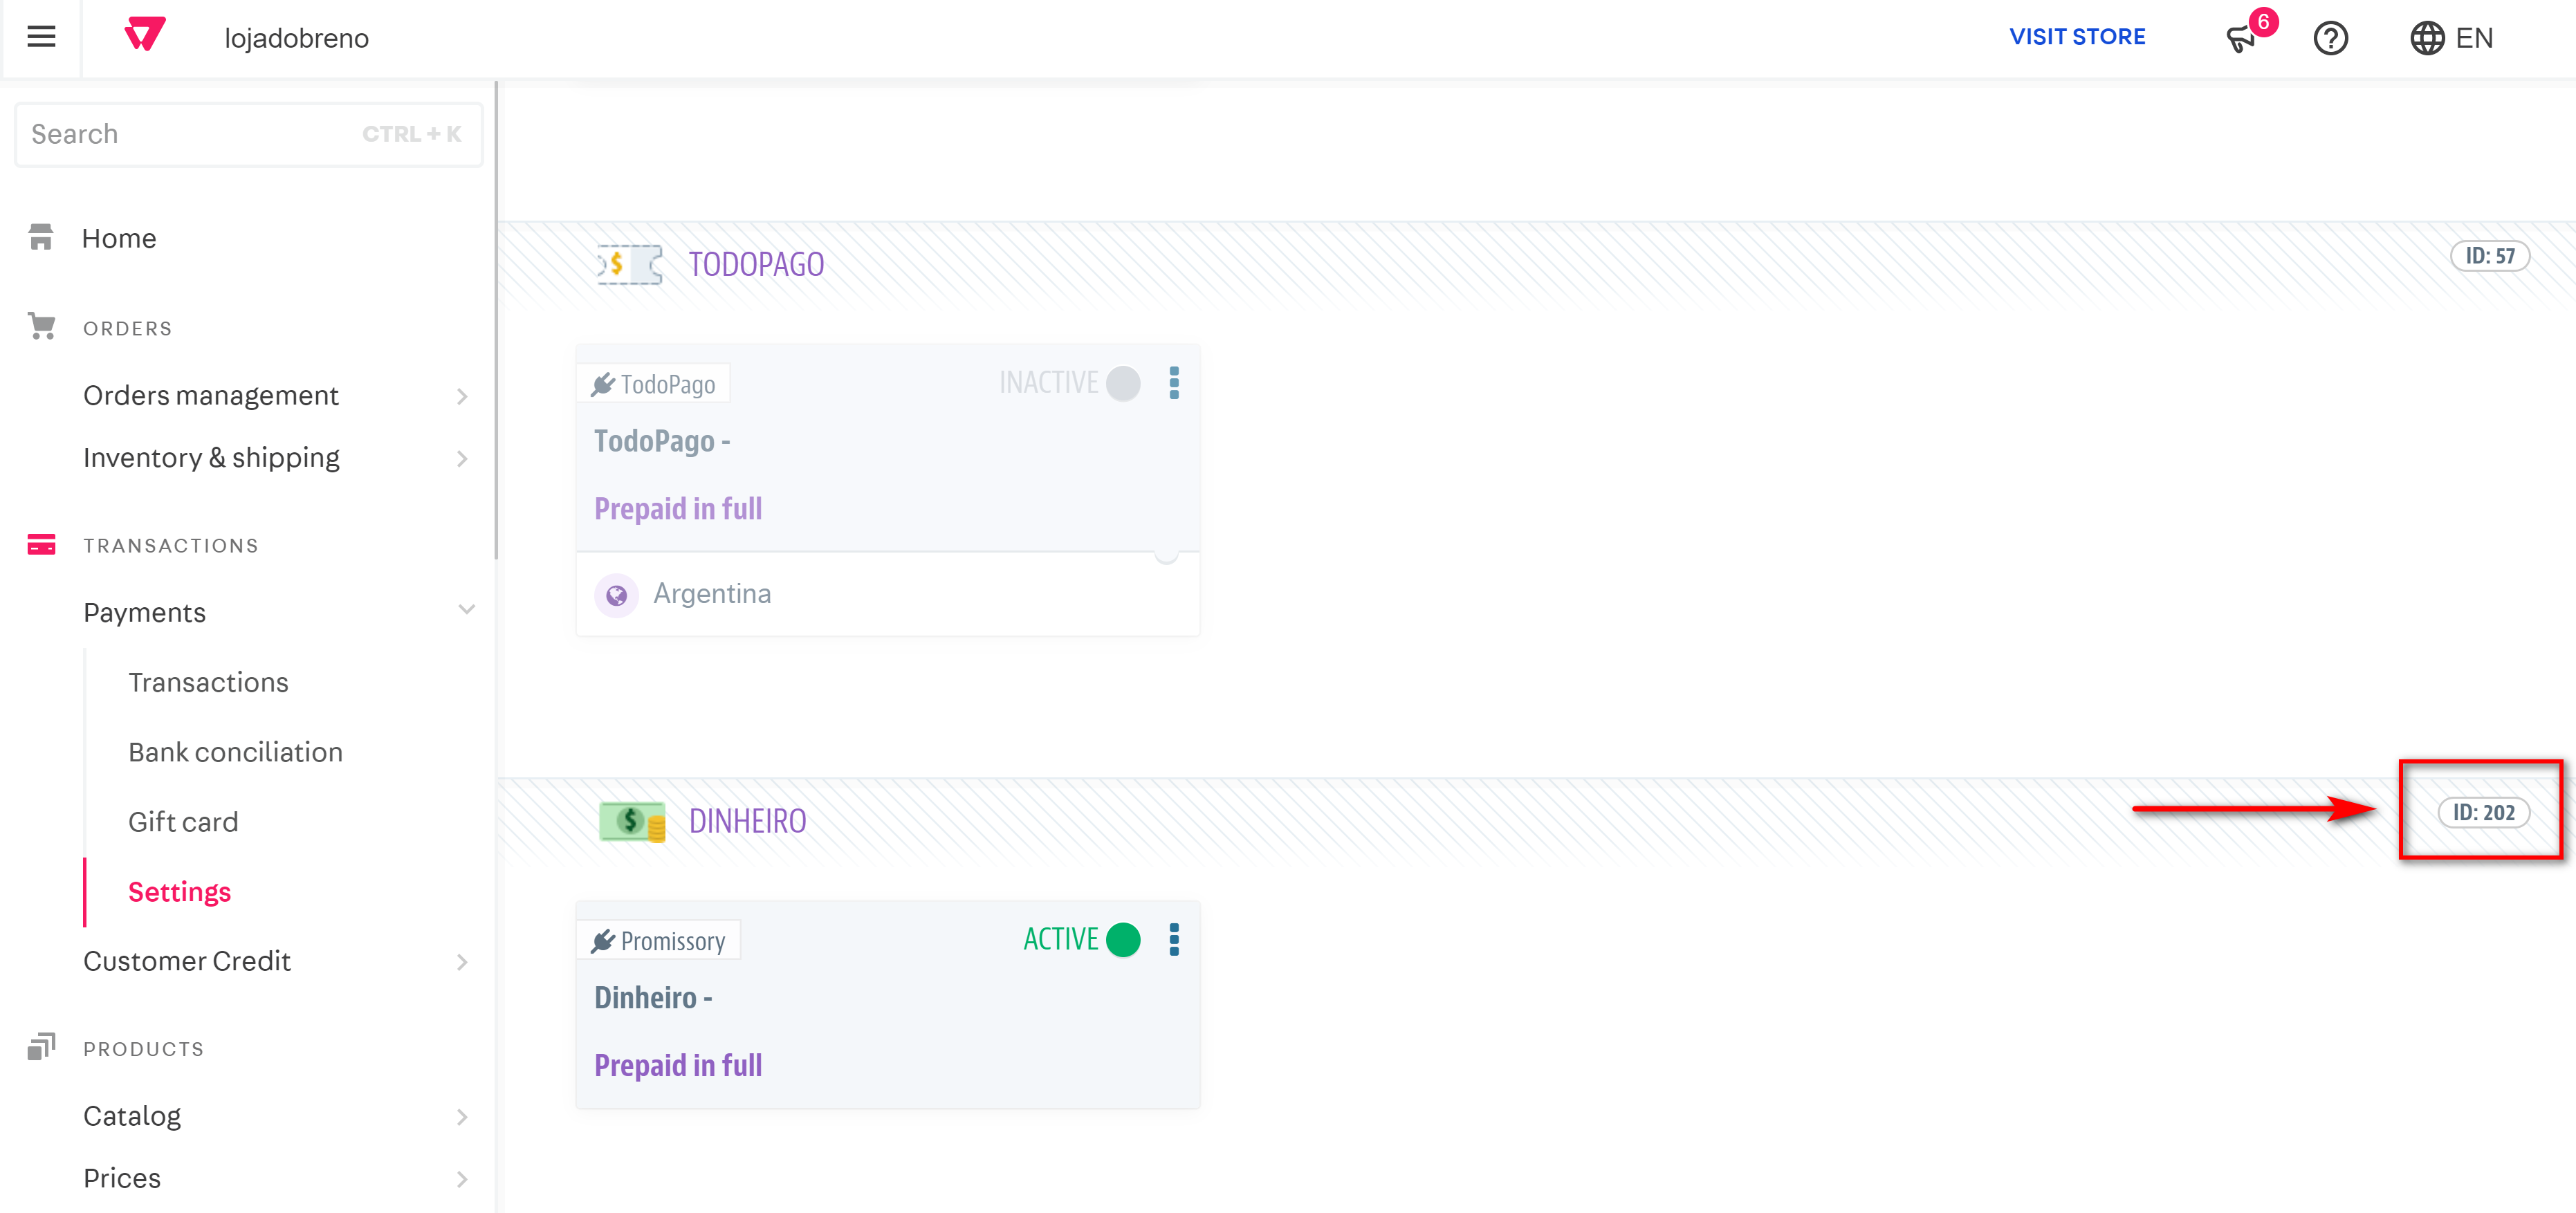 lojadobreno
VISIT STORE
6
EN
Search
CTRL + K
Home
ORDERS
Orders management
Inventory & shipping
TRANSACTIONS
Payments
Transactions
Bank conciliation
Gift card
Settings
Customer Credit
PRODUCTS
Catalog
Prices
TODOPAGO
ID: 57
TodoPago
INACTIVE
TodoPago -
Prepaid in full
Argentina
DINHEIRO
ID: 202
Promissory
ACTIVE
Dinheiro -
Prepaid in full